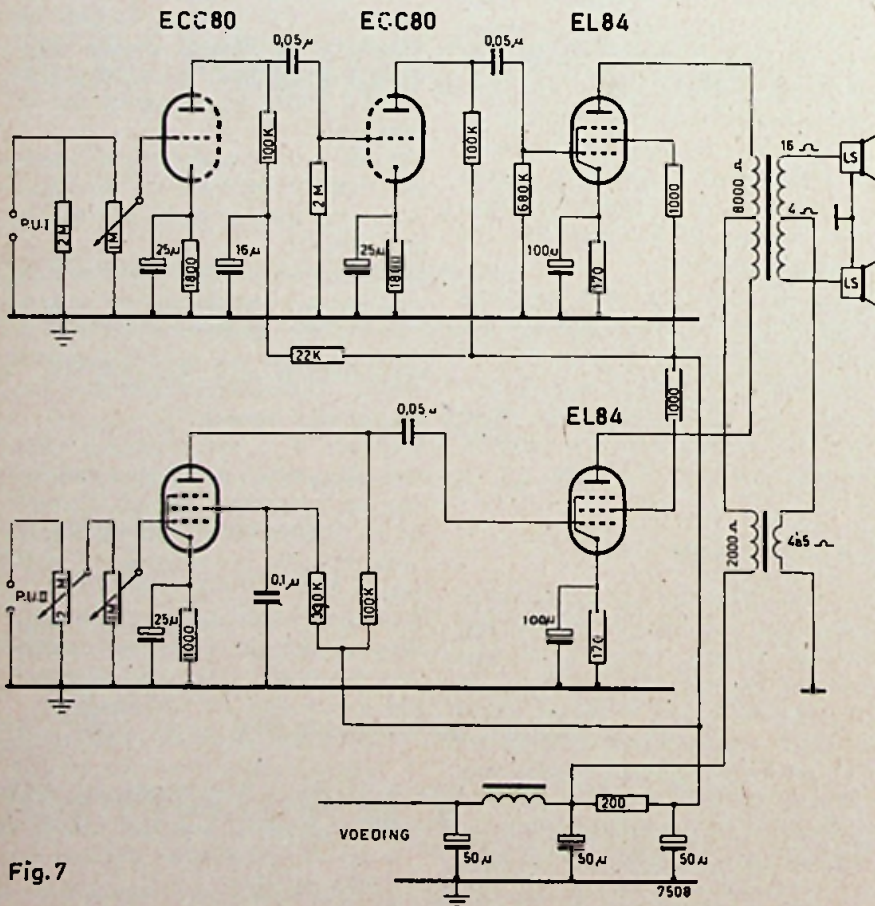 ECC80 ECC80 EL84
0,05µ 0,05µ
P.U.I 2M 1M 25µ 1800 16µ 100K 2M 25µ 1800 100K 680K 100µ 170 1000 8000 Ω 16 Ω 4 Ω LS LS
22K 1000
0,05µ EL84
P.U.II 2M 1M 25µ 1000 0,1µ 100K 100µ 170 2000 Ω 4à5 Ω
200
VOEDING
50µ 50µ 50µ
Fig.7 7508